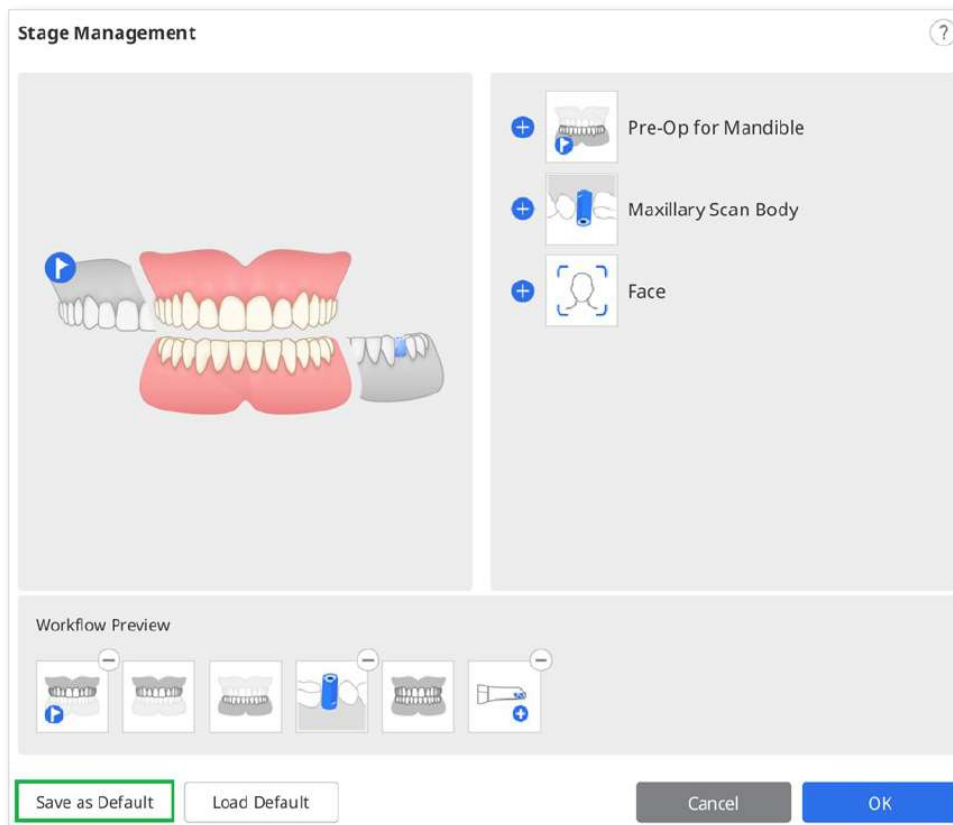 Stage Management
?
Pre-Op for Mandible
Maxillary Scan Body
Face
Workflow Preview
Save as Default
Load Default
Cancel
OK